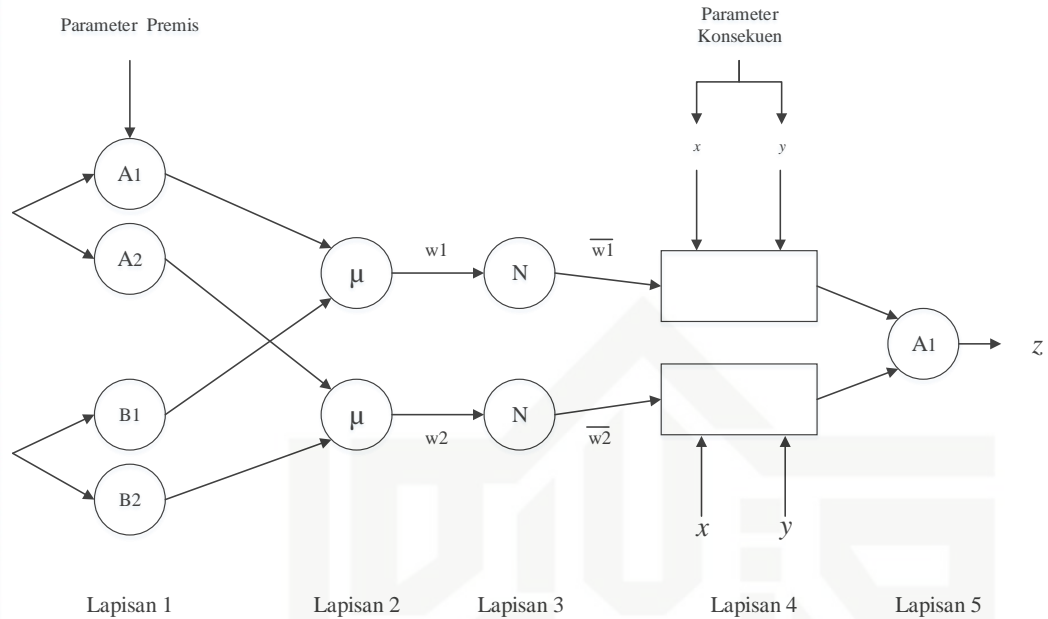 Parameter Premis
Parameter
Konsekuen
x y
A1
A2
μ w1 N w1
A1 z
B1
μ w2 N w2
B2
x y
Lapisan 1 Lapisan 2 Lapisan 3 Lapisan 4 Lapisan 5